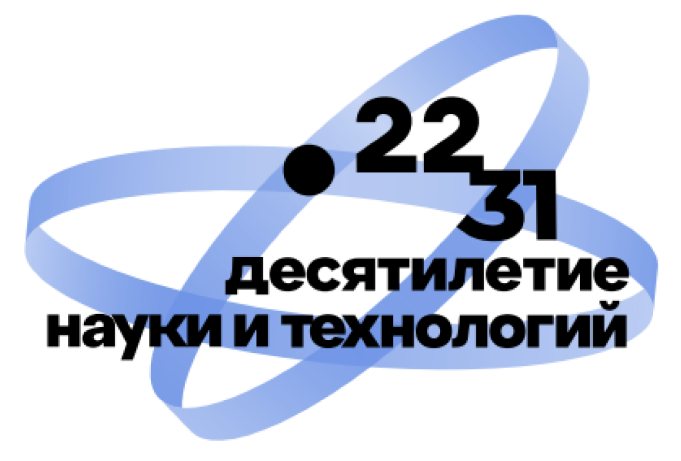 .22
31
десятилетие
науки и технологий